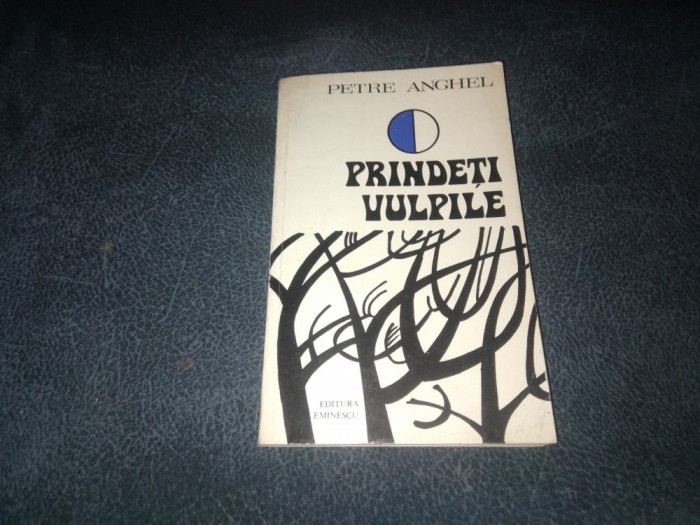 PETRE ANGHEL
PRINDEȚI
VULPILE
EDITURA
EMINESCU